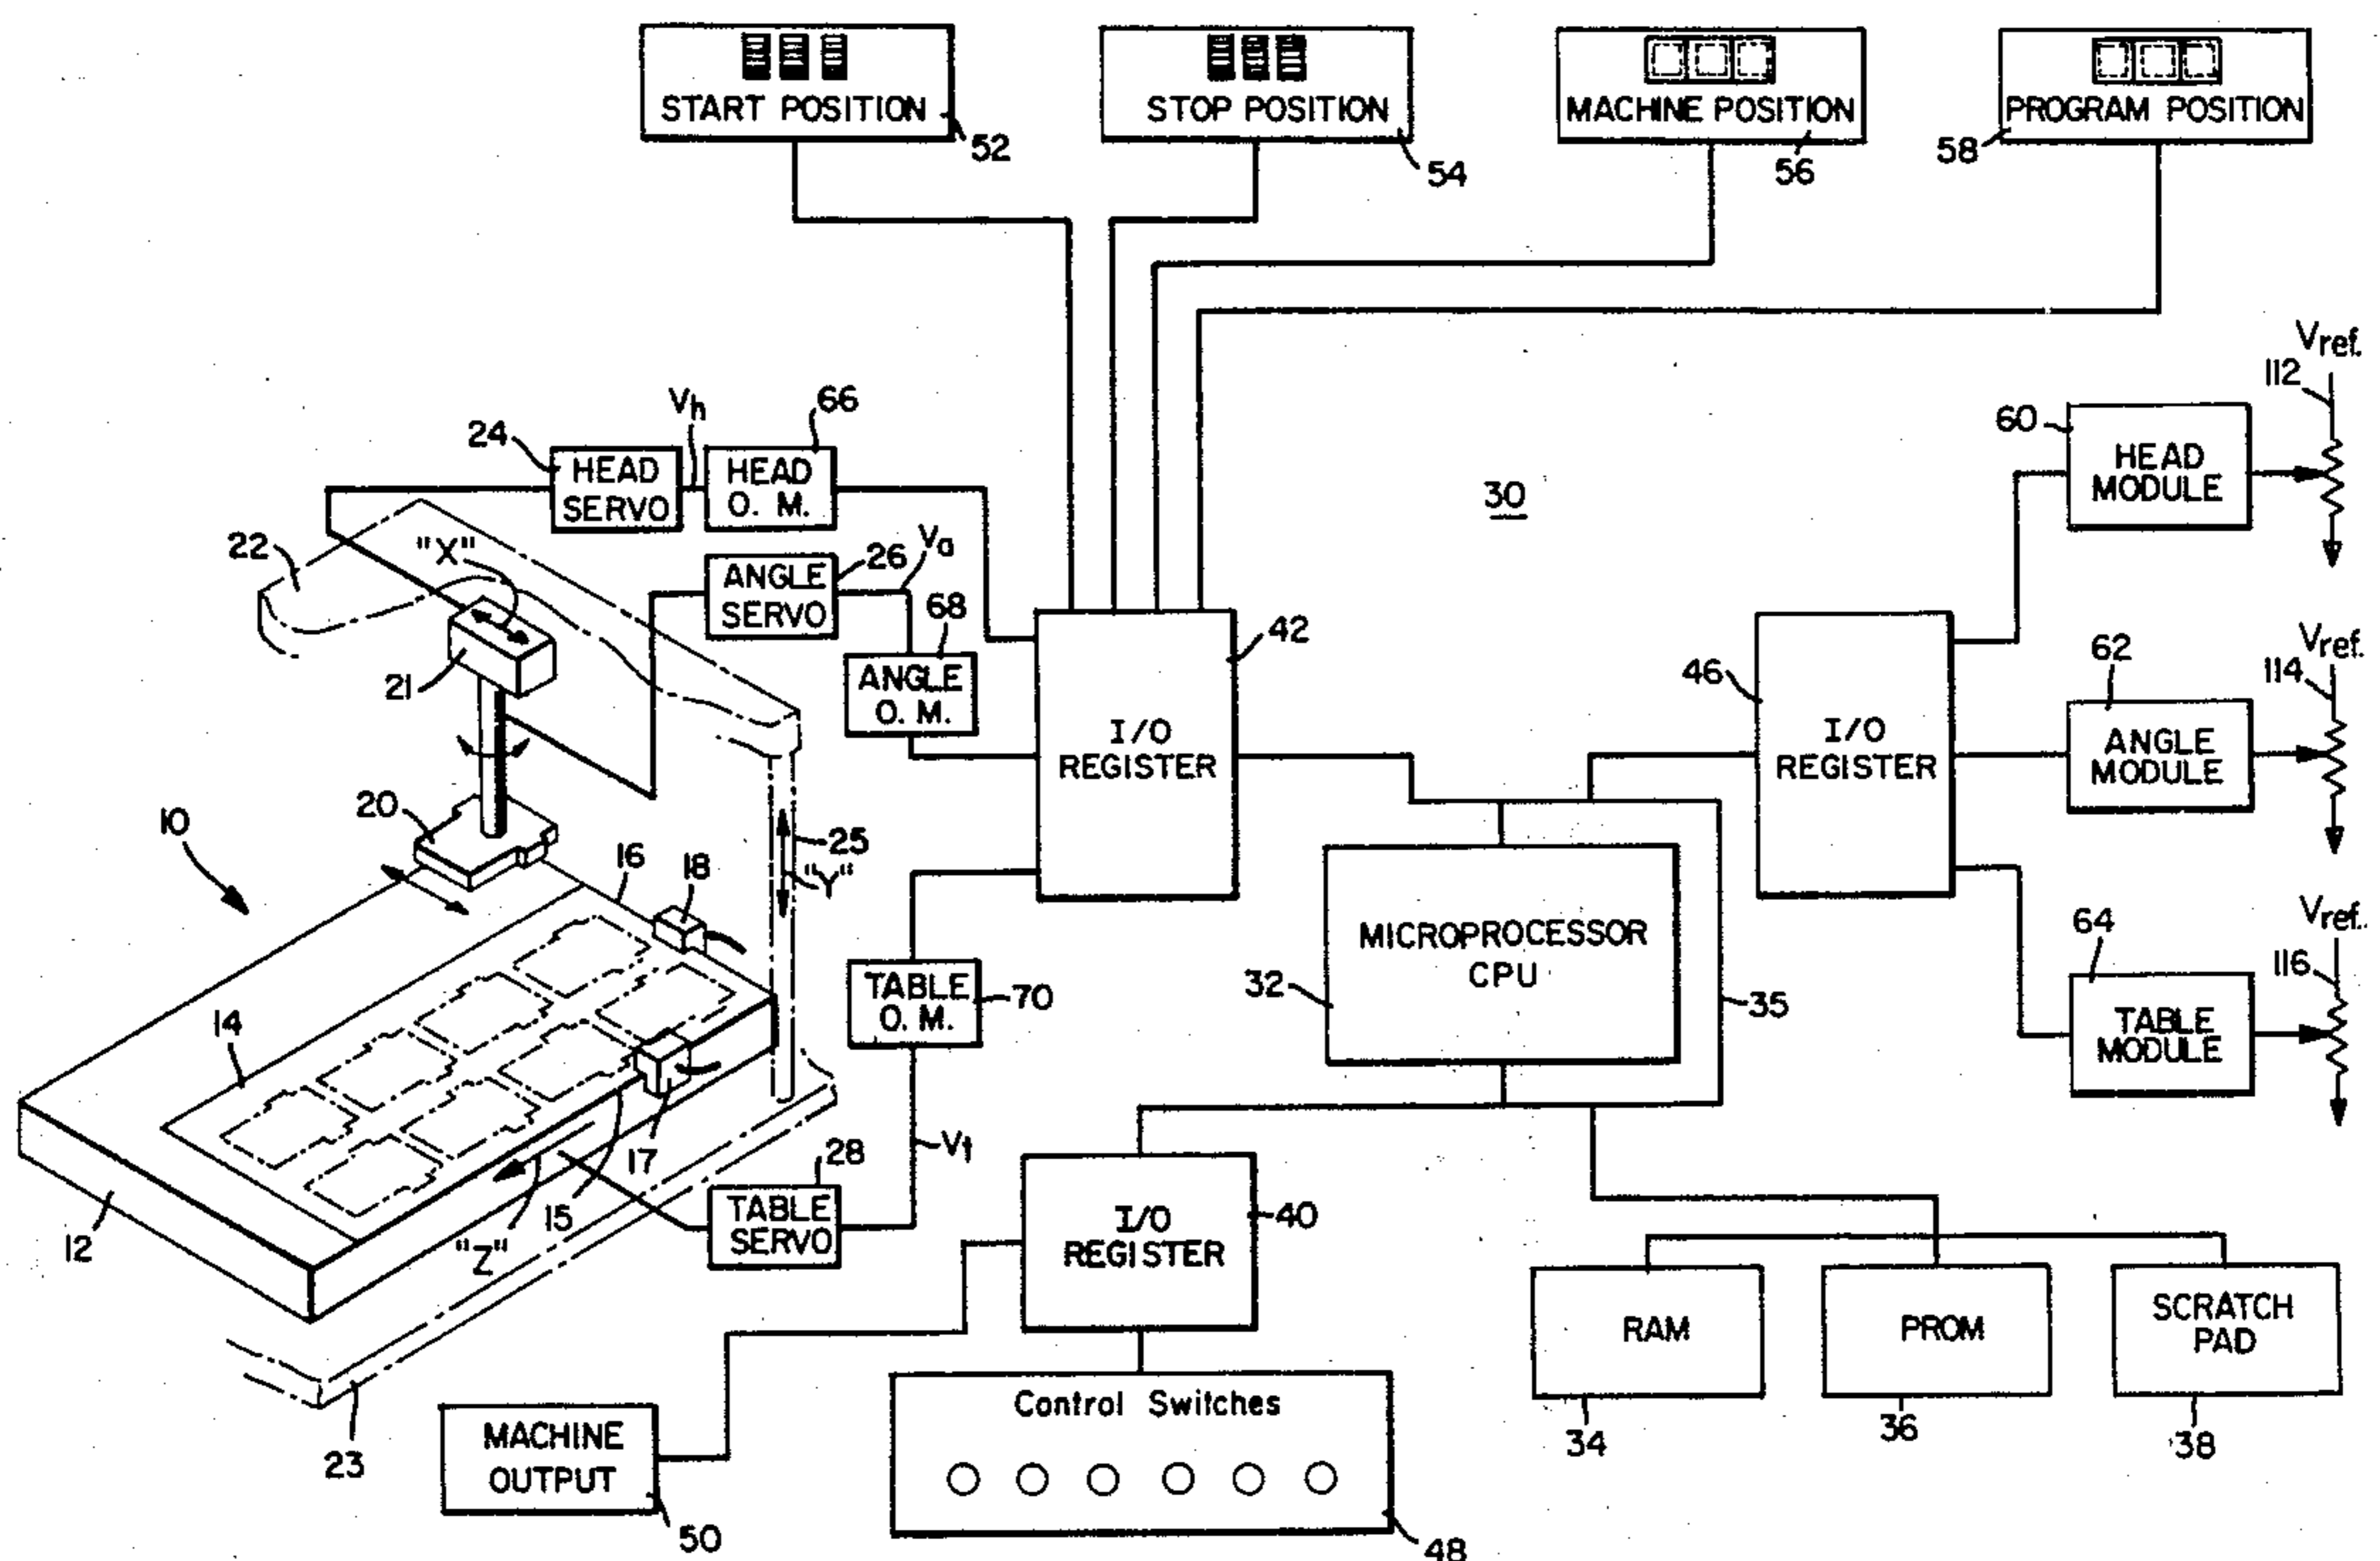 START POSITION
52
STOP POSITION
54
MACHINE POSITION
56
PROGRAM POSITION
58
Vref.
112
60
HEAD
MODULE
24
HEAD
SERVO
Vh
66
HEAD
O. M.
30
22
"X"
ANGLE
SERVO
26
Va
68
ANGLE
O. M.
21
42
I/O
REGISTER
46
I/O
REGISTER
62
ANGLE
MODULE
Vref.
114
10
20
16
18
25
"Y"
14
TABLE
O. M.
70
MICROPROCESSOR
CPU
32
35
64
TABLE
MODULE
Vref.
116
12
"Z"
15
17
28
TABLE
SERVO
Vt
I/O
REGISTER
40
23
MACHINE
OUTPUT
50
Control Switches
48
RAM
34
PROM
36
SCRATCH
PAD
38